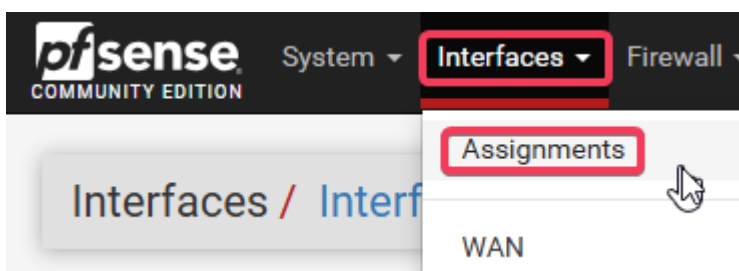 pfsense System Interfaces Firewall
COMMUNITY EDITION
Assignments
Interfaces / Interf
WAN